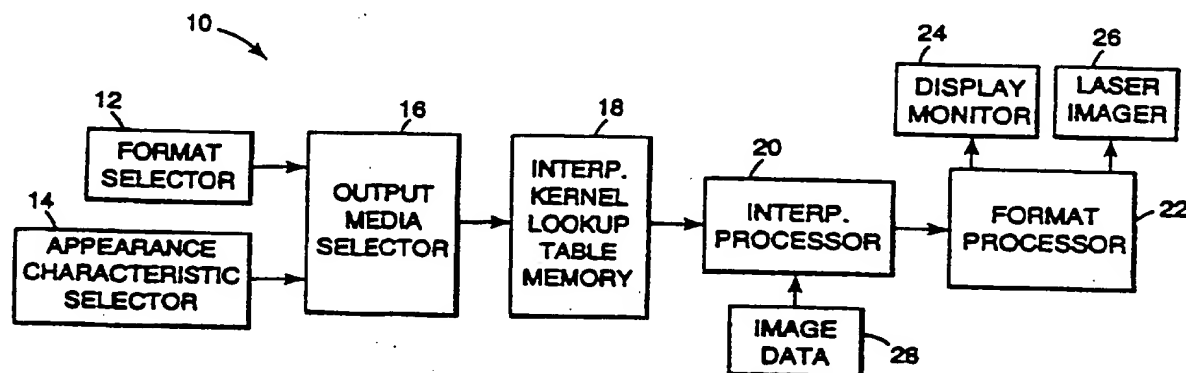 10
24
26
DISPLAY
MONITOR
LASER
IMAGER
12
16
18
FORMAT
SELECTOR
20
14
OUTPUT
MEDIA
SELECTOR
INTERP.
KERNEL
LOOKUP
TABLE
MEMORY
INTERP.
PROCESSOR
FORMAT
PROCESSOR
22
APPEARANCE
CHARACTERISTIC
SELECTOR
IMAGE
DATA
28